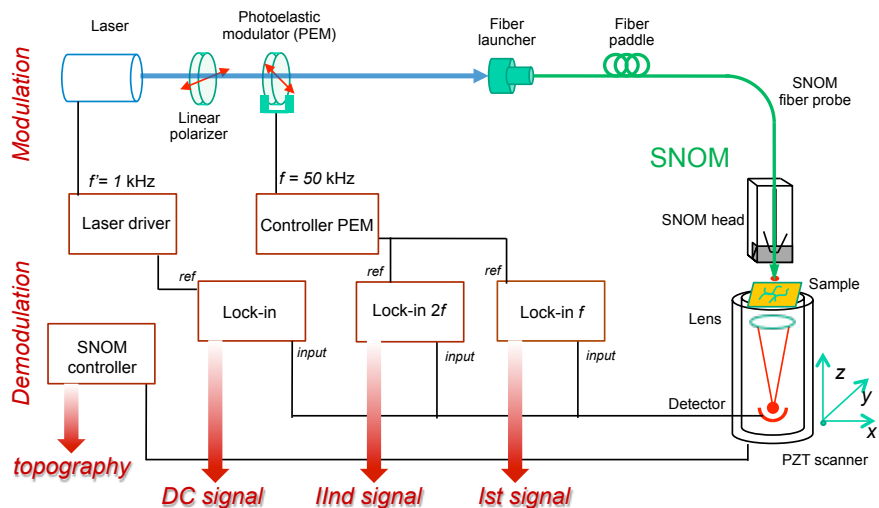 Laser
Photoelastic
modulator (PEM)
Fiber
launcher
Fiber
paddle
SNOM
fiber probe
Linear
polarizer
Modulation
SNOM
f'= 1 kHz
f = 50 kHz
SNOM head
Laser driver
Controller PEM
ref
ref
ref
Sample
Demodulation
Lock-in
Lock-in 2f
Lock-in f
Lens
SNOM
controller
input
input
input
Detector
z
y
x
PZT scanner
topography
DC signal
IInd signal
Ist signal